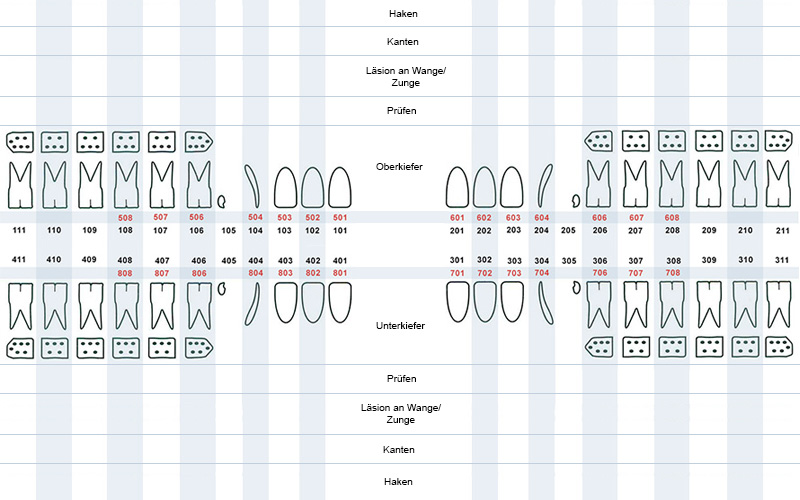 Haken
Kanten
Läsion an Wange/
Zunge
Prüfen
Oberkiefer
508 507 506 504 503 502 501 601 602 603 604 606 607 608
111 110 109 108 107 106 105 104 103 102 101 201 202 203 204 205 206 207 208 209 210 211
411 410 409 408 407 406 405 404 403 402 401 301 302 303 304 305 306 307 308 309 310 311
808 807 806 804 803 802 801 701 702 703 704 706 707 708
Unterkiefer
Prüfen
Läsion an Wange/
Zunge
Kanten
Haken